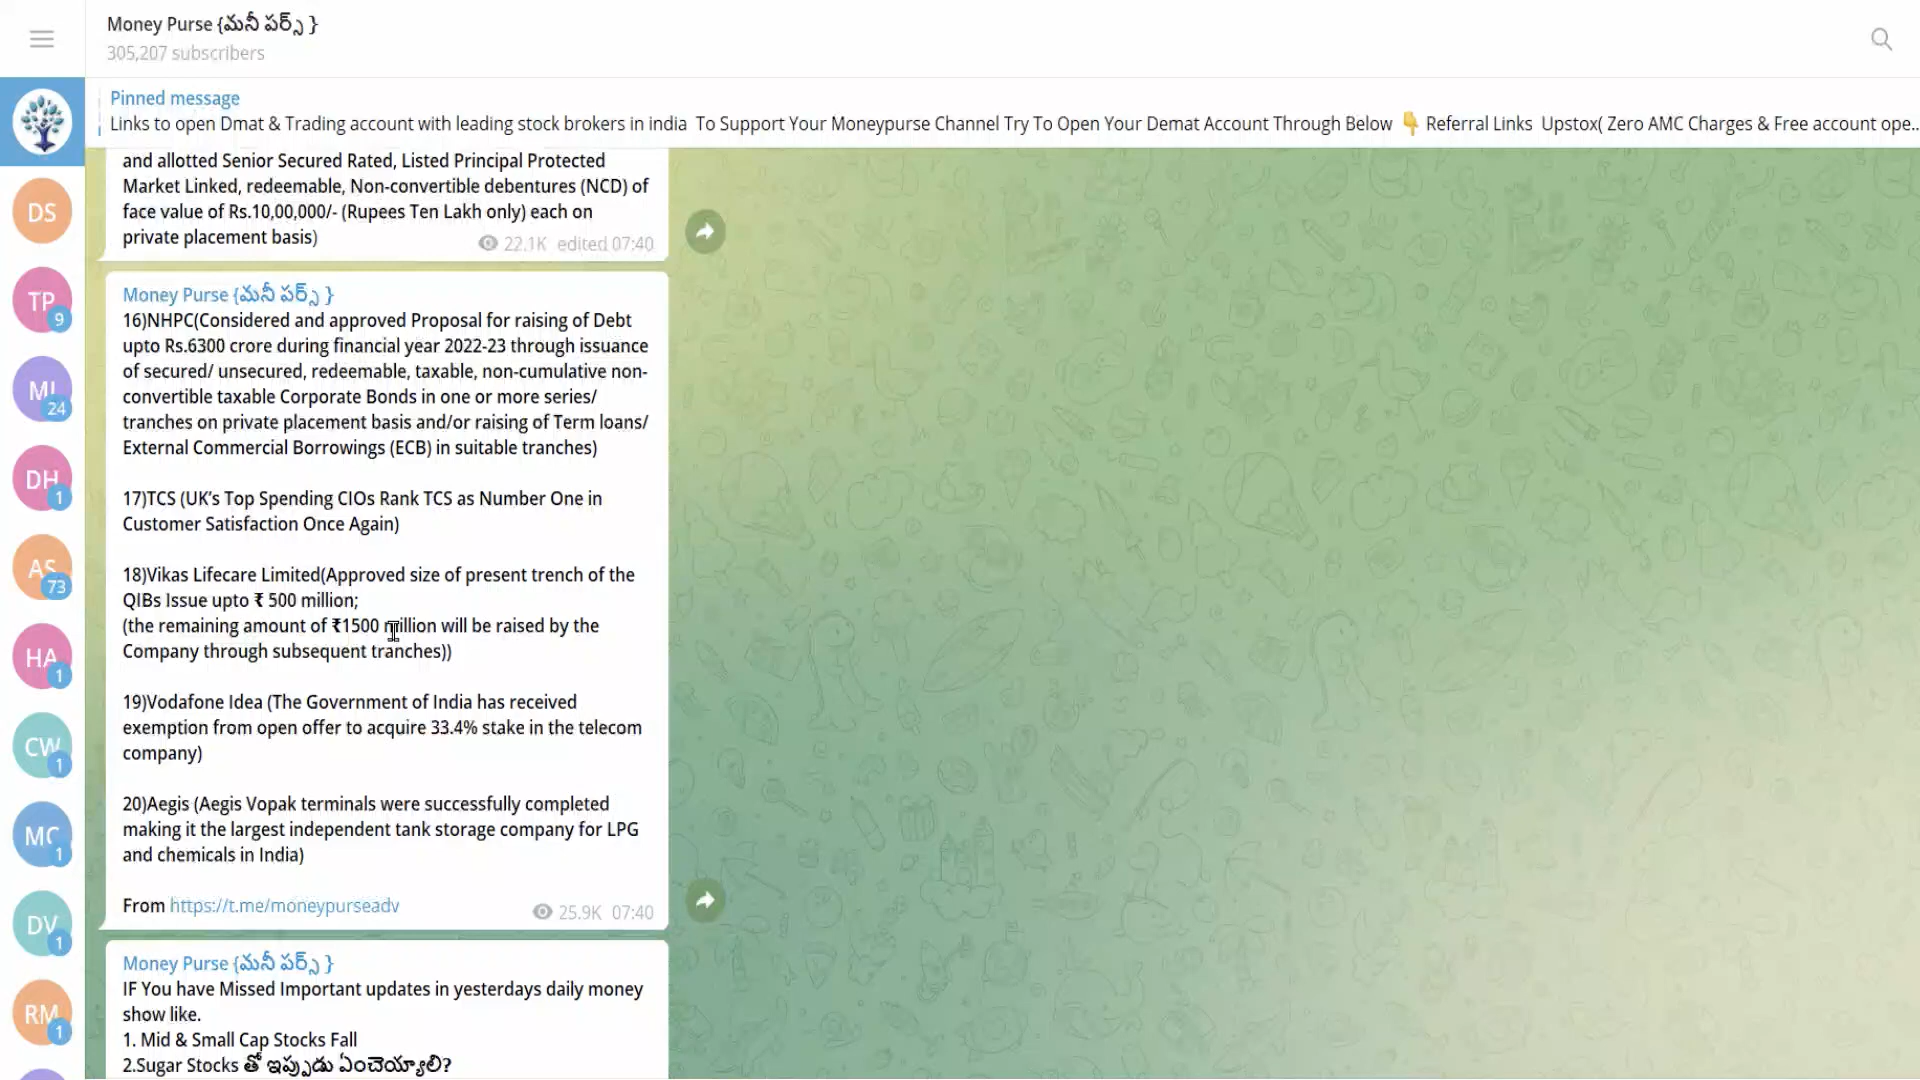 Money Purse {మనీ పర్స్ }
305,207 subscribers
Pinned message
Links to open Dmat & Trading account with leading stock brokers in india To Support Your Moneypurse Channel Try To Open Your Demat Account Through Below 👇 Referral Links Upstox( Zero AMC Charges & Free account ope...
and allotted Senior Secured Rated, Listed Principal Protected
Market Linked, redeemable, Non-convertible debentures (NCD) of
face value of Rs.10,00,000/- (Rupees Ten Lakh only) each on
private placement basis)
22.1K edited 07:40
Money Purse {మనీ పర్స్ }
16)NHPC(Considered and approved Proposal for raising of Debt
upto Rs.6300 crore during financial year 2022-23 through issuance
of secured/ unsecured, redeemable, taxable, non-cumulative non-
convertible taxable Corporate Bonds in one or more series/
tranches on private placement basis and/or raising of Term loans/
External Commercial Borrowings (ECB) in suitable tranches)
17)TCS (UK's Top Spending CIOs Rank TCS as Number One in
Customer Satisfaction Once Again)
18)Vikas Lifecare Limited(Approved size of present trench of the
QIBs Issue upto ₹ 500 million;
(the remaining amount of ₹1500 million will be raised by the
Company through subsequent tranches))
19)Vodafone Idea (The Government of India has received
exemption from open offer to acquire 33.4% stake in the telecom
company)
20)Aegis (Aegis Vopak terminals were successfully completed
making it the largest independent tank storage company for LPG
and chemicals in India)
From https://t.me/moneypurseadv
25.9K 07:40
Money Purse {మనీ పర్స్ }
IF You have Missed Important updates in yesterdays daily money
show like.
1. Mid & Small Cap Stocks Fall
2.Sugar Stocks తో ఇప్పుడు ఏంచెయ్యాలి?
DS
TP
9
24
DH
1
AS
73
HA
1
CW
1
MC
1
DV
1
RM
1